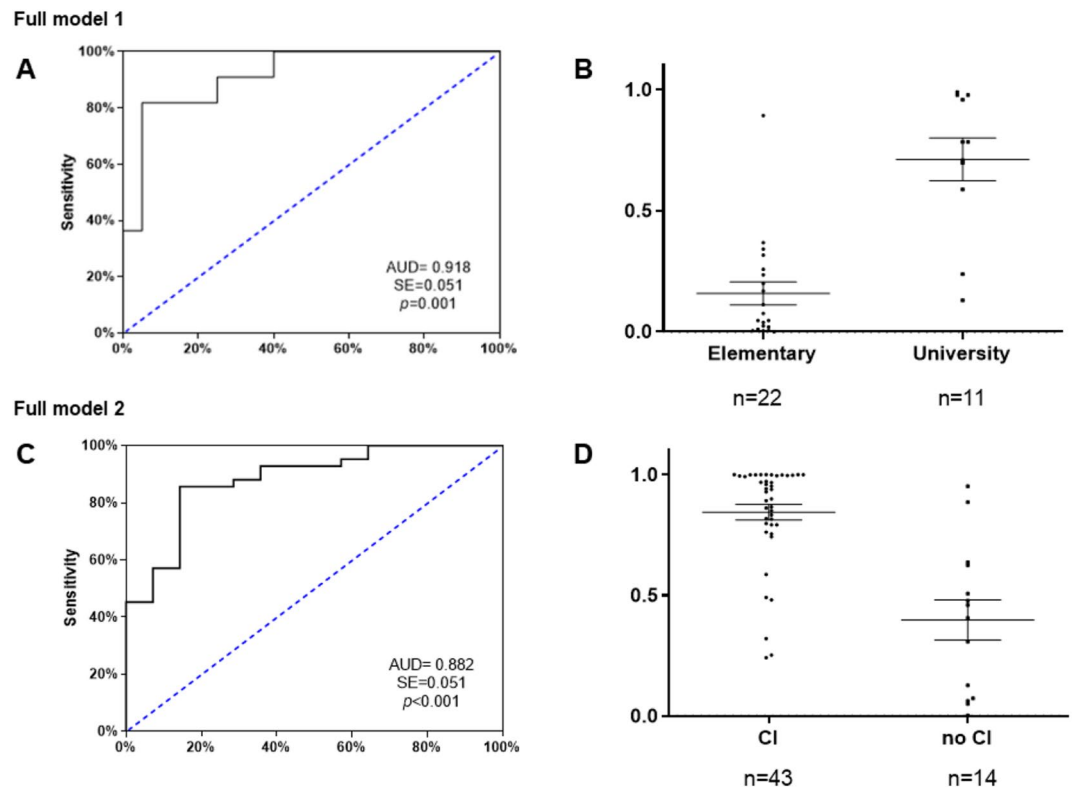 Full model 1
A
100%
80%
60%
40%
20%
0%
Sensitivity
AUD= 0.918
SE=0.051
p=0.001
0% 20% 40% 60% 80% 100%
B
1.0
0.5
0.0
Elementary University
n=22 n=11
Full model 2
C
100%
80%
60%
40%
20%
0%
Sensitivity
AUD= 0.882
SE=0.051
p<0.001
0% 20% 40% 60% 80% 100%
D
1.0
0.5
0.0
CI no CI
n=43 n=14